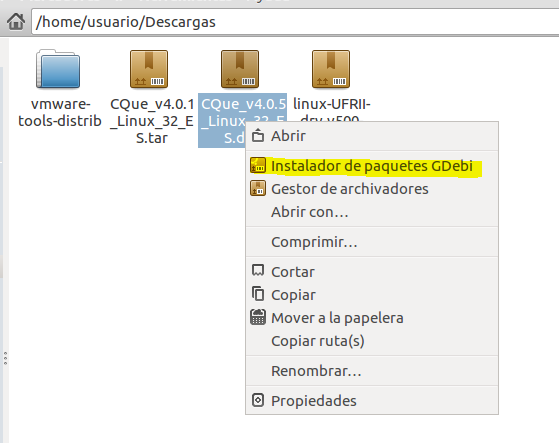 /home/usuario/Descargas
vmware-
tools-distrib
CQue_v4.0.1
_Linux_32_E
S.tar
CQue_v4.0.5
_Linux_32_E
S.d
linux-UFRII-
drv-v500
Abrir
Instalador de paquetes GDebi
Gestor de archivadores
Abrir con...
Comprimir...
Cortar
Copiar
Mover a la papelera
Copiar ruta(s)
Renombrar...
Propiedades